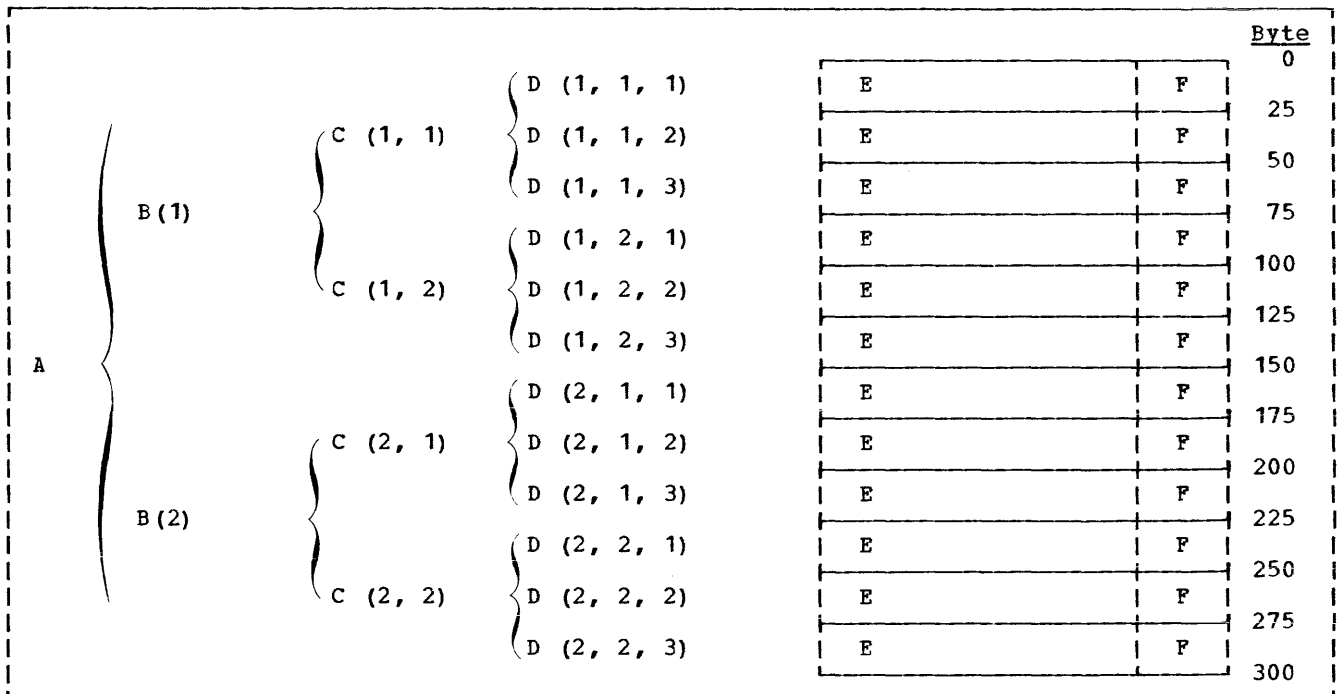 Byte
0
D (1, 1, 1) E F
25
C (1, 1) D (1, 1, 2) E F
50
D (1, 1, 3) E F
B(1) 75
D (1, 2, 1) E F
100
C (1, 2) D (1, 2, 2) E F
125
D (1, 2, 3) E F
A 150
D (2, 1, 1) E F
175
C (2, 1) D (2, 1, 2) E F
200
D (2, 1, 3) E F
B(2) 225
D (2, 2, 1) E F
250
C (2, 2) D (2, 2, 2) E F
275
D (2, 2, 3) E F
300